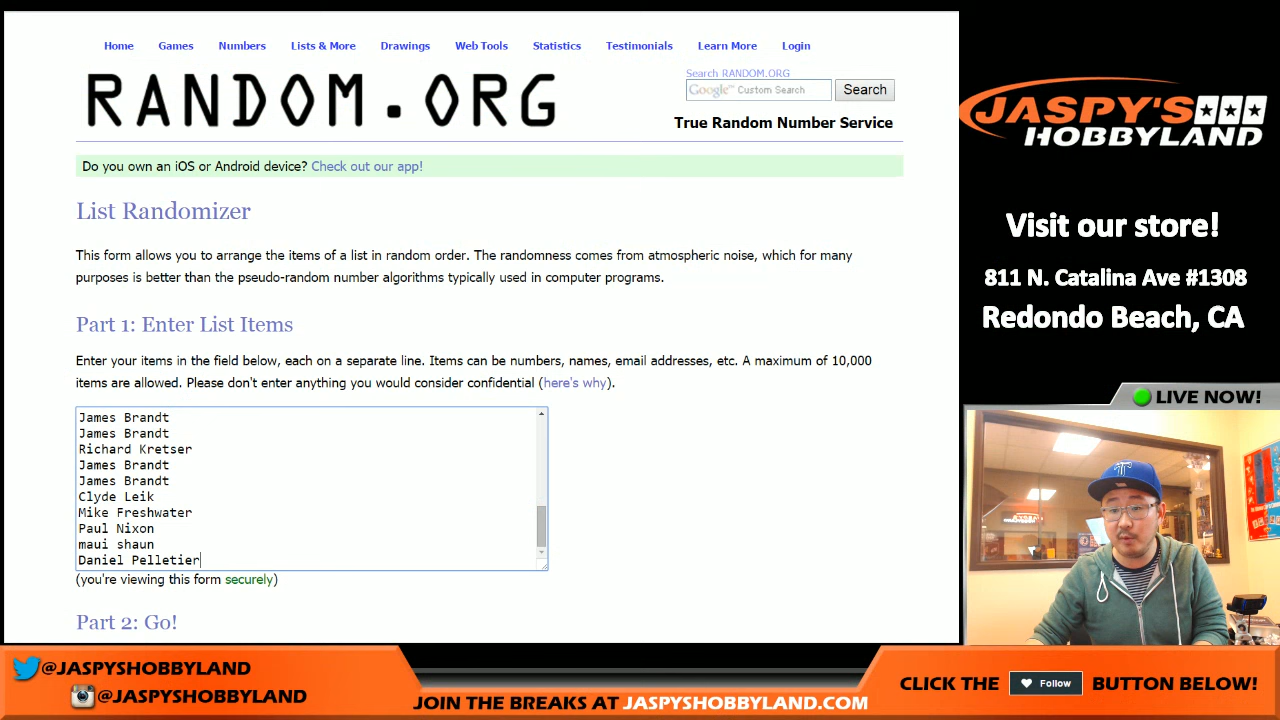 Home Games Numbers Lists & More Drawings Web Tools Statistics Testimonials Learn More Login
RANDOM.ORG
Search RANDOM.ORG
Google™ Custom Search
Search
True Random Number Service
Do you own an iOS or Android device? Check out our app!
List Randomizer
This form allows you to arrange the items of a list in random order. The randomness comes from atmospheric noise, which for many
purposes is better than the pseudo-random number algorithms typically used in computer programs.
Part 1: Enter List Items
Enter your items in the field below, each on a separate line. Items can be numbers, names, email addresses, etc. A maximum of 10,000
items are allowed. Please don't enter anything you would consider confidential (here's why).
James Brandt
James Brandt
Richard Kretser
James Brandt
James Brandt
Clyde Leik
Mike Freshwater
Paul Nixon
maui shaun
Daniel Pelletier
(you're viewing this form securely)
Part 2: Go!
JASPY'S
HOBBYLAND
Visit our store!
811 N. Catalina Ave #1308
Redondo Beach, CA
LIVE NOW!
@JASPYSHOBBYLAND
@JASPYSHOBBYLAND
JOIN THE BREAKS AT JASPYSHOBBYLAND.COM
CLICK THE Follow BUTTON BELOW!